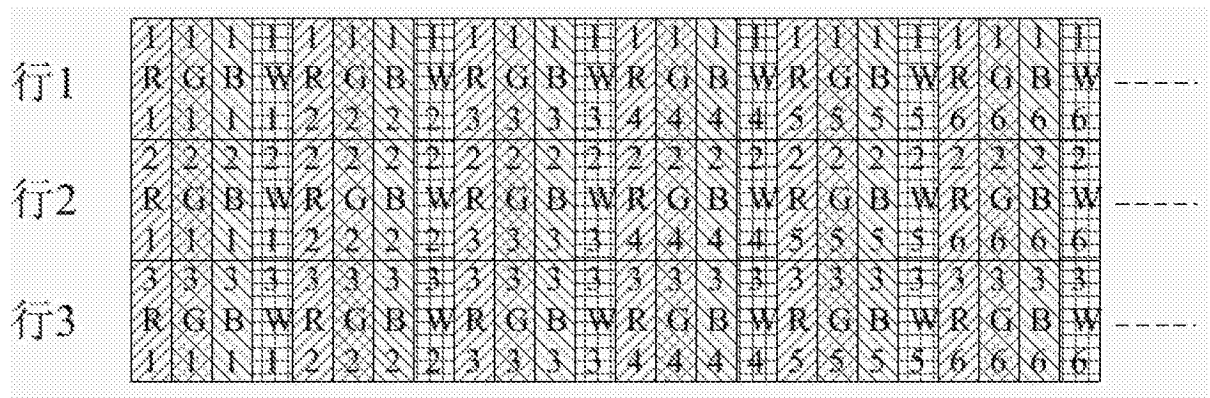 1 1 1 1 1 1 1 1 1 1 1 1 1 1 1 1 1 1 1 1 1 1 1 1
行1 R G B W R G B W R G B W R G B W R G B W R G B W
1 1 1 1 2 2 2 2 3 3 3 3 4 4 4 4 5 5 5 5 6 6 6 6
2 2 2 2 2 2 2 2 2 2 2 2 2 2 2 2 2 2 2 2 2 2 2 2
行2 R G B W R G B W R G B W R G B W R G B W R G B W
1 1 1 1 2 2 2 2 3 3 3 3 4 4 4 4 5 5 5 5 6 6 6 6
3 3 3 3 3 3 3 3 3 3 3 3 3 3 3 3 3 3 3 3 3 3 3 3
行3 R G B W R G B W R G B W R G B W R G B W R G B W
1 1 1 1 2 2 2 2 3 3 3 3 4 4 4 4 5 5 5 5 6 6 6 6